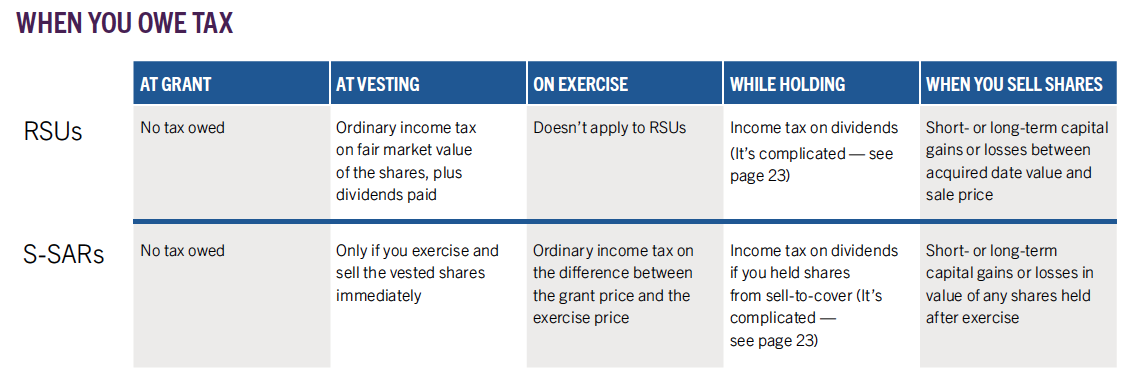 WHEN YOU OWE TAX
AT GRANT
AT VESTING
ON EXERCISE
WHILE HOLDING
WHEN YOU SELL SHARES
RSUs
No tax owed
Ordinary income tax
on fair market value
of the shares, plus
dividends paid
Doesn’t apply to RSUs
Income tax on dividends
(It’s complicated — see
page 23)
Short- or long-term capital
gains or losses between
acquired date value and
sale price
S-SARs
No tax owed
Only if you exercise and
sell the vested shares
immediately
Ordinary income tax on
the difference between
the grant price and the
exercise price
Income tax on dividends
if you held shares
from sell-to-cover (It’s
complicated —
see page 23)
Short- or long-term
capital gains or losses in
value of any shares held
after exercise